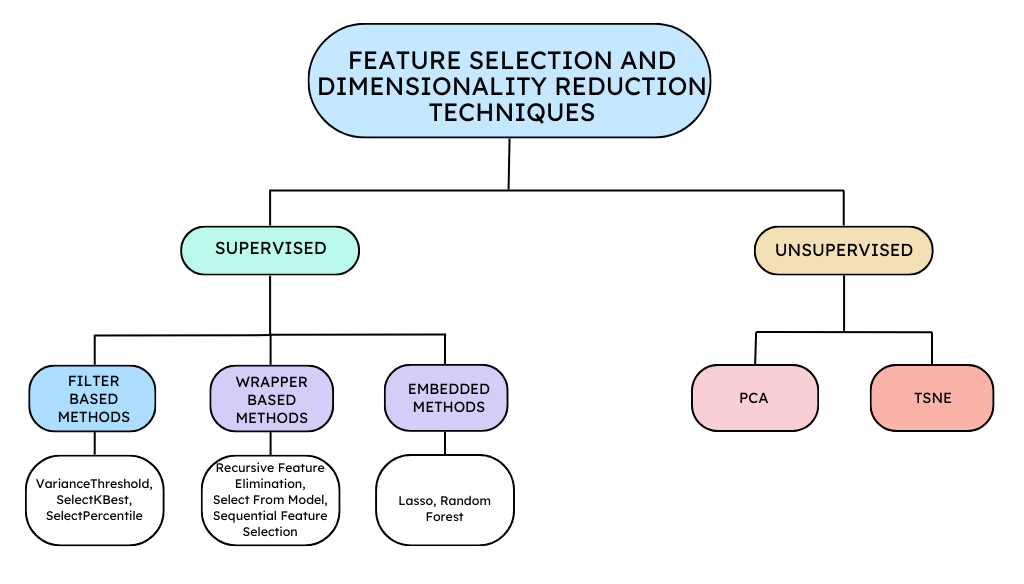 FEATURE SELECTION AND
DIMENSIONALITY REDUCTION
TECHNIQUES
SUPERVISED
UNSUPERVISED
FILTER
BASED
METHODS
WRAPPER
BASED
METHODS
EMBEDDED
METHODS
PCA
TSNE
VarianceThreshold,
SelectKBest,
SelectPercentile
Recursive Feature
Elimination,
Select From Model,
Sequential Feature
Selection
Lasso, Random
Forest